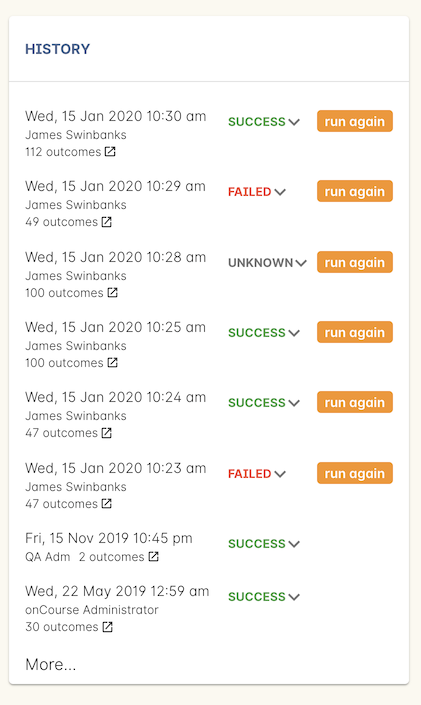 HISTORY
Wed, 15 Jan 2020 10:30 am SUCCESS run again
James Swinbanks
112 outcomes
Wed, 15 Jan 2020 10:29 am FAILED run again
James Swinbanks
49 outcomes
Wed, 15 Jan 2020 10:28 am UNKNOWN run again
James Swinbanks
100 outcomes
Wed, 15 Jan 2020 10:25 am SUCCESS run again
James Swinbanks
100 outcomes
Wed, 15 Jan 2020 10:24 am SUCCESS run again
James Swinbanks
47 outcomes
Wed, 15 Jan 2020 10:23 am FAILED run again
James Swinbanks
47 outcomes
Fri, 15 Nov 2019 10:45 pm SUCCESS
QA Adm 2 outcomes
Wed, 22 May 2019 12:59 am SUCCESS
onCourse Administrator
30 outcomes
More...